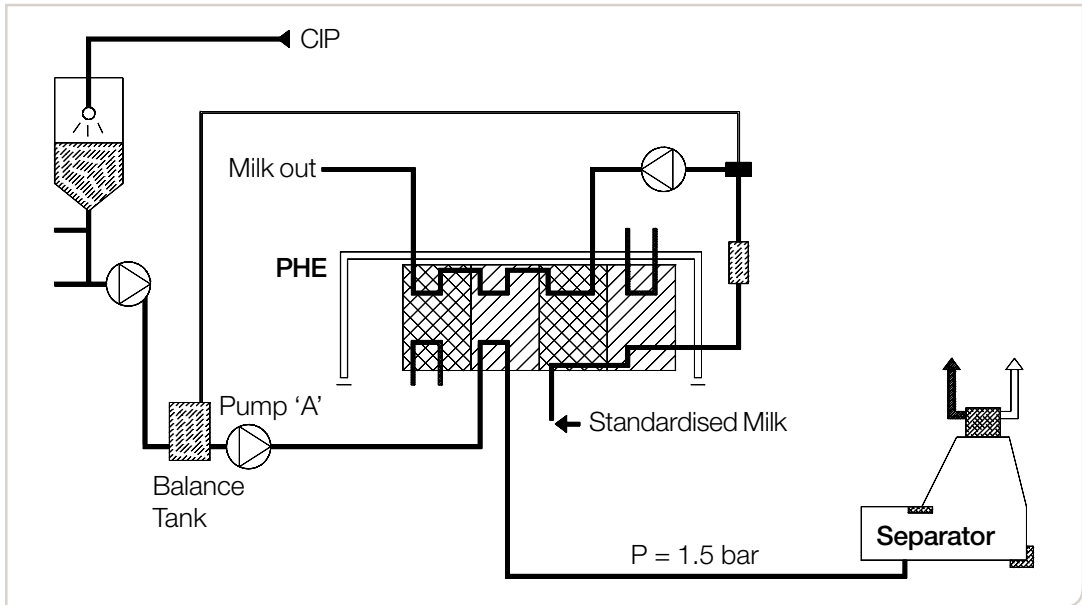 CIP
Milk out
PHE
Pump ‘A’
Standardised Milk
Balance
Tank
Separator
P = 1.5 bar